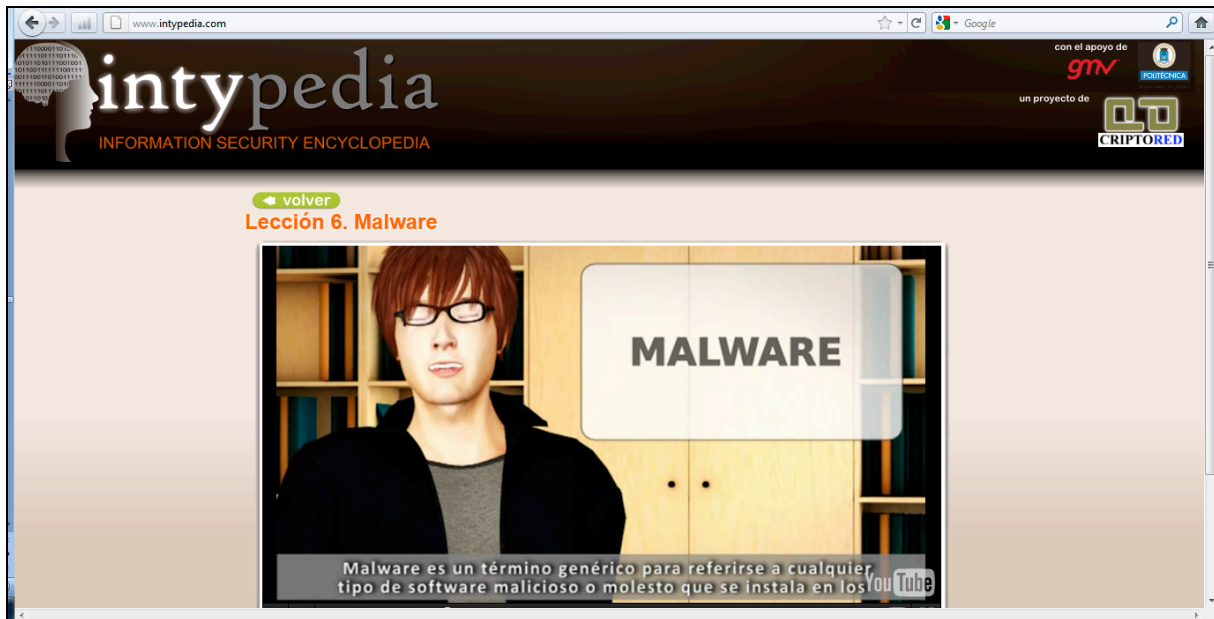 www.intypedia.com
Google
intypedia
INFORMATION SECURITY ENCYCLOPEDIA
con el apoyo de
gmv
POLITÉCNICA
un proyecto de
CRIPTORED
volver
Lección 6. Malware
MALWARE
Malware es un término genérico para referirse a cualquier
tipo de software malicioso o molesto que se instala en los
YouTube